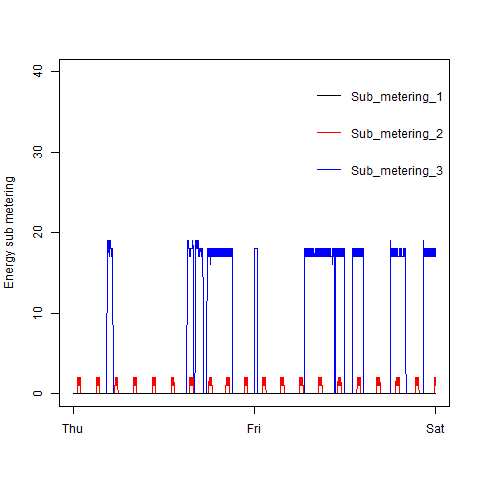 40
30
20
10
0
Energy sub metering
Sub_metering_1
Sub_metering_2
Sub_metering_3
Thu
Fri
Sat